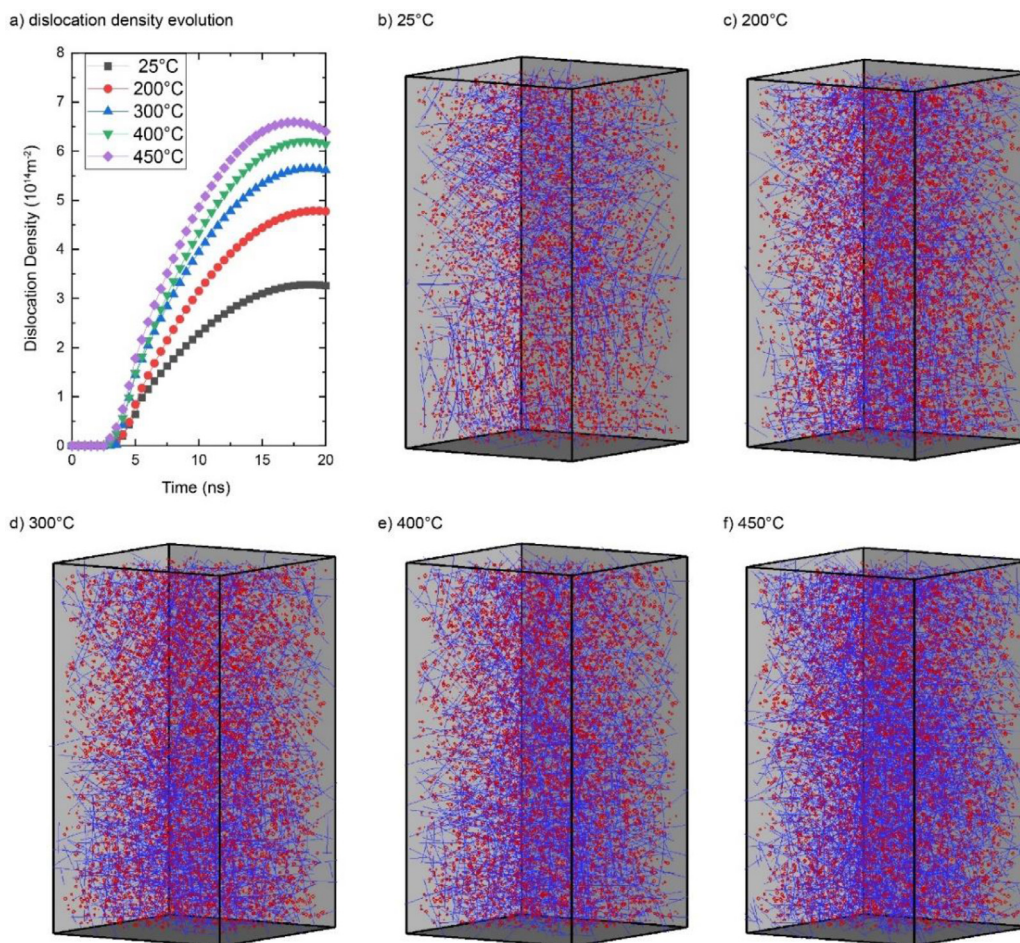 a) dislocation density evolution
b) 25°C
c) 200°C
8
7
6
5
4
3
2
1
0
Dislocation Density (10¹⁴m⁻²)
25°C
200°C
300°C
400°C
450°C
0 5 10 15 20
Time (ns)
d) 300°C
e) 400°C
f) 450°C